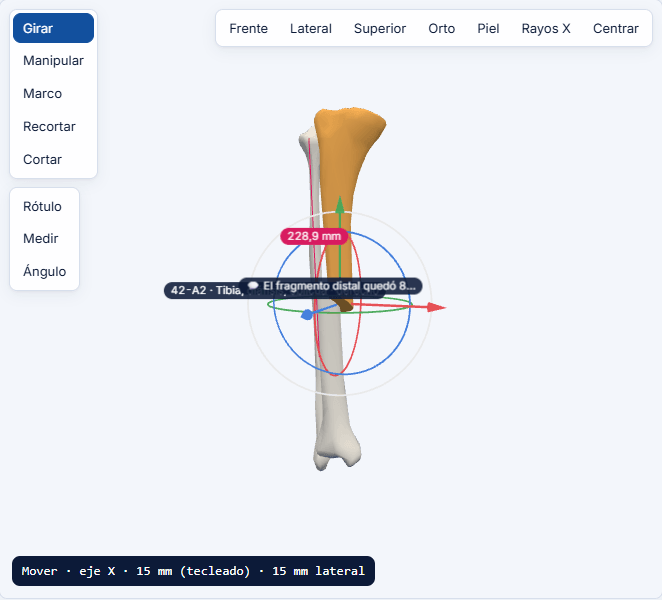 Girar
Manipular
Marco
Recortar
Cortar
Rótulo
Medir
Ángulo
Frente Lateral Superior Orto Piel Rayos X Centrar
228,9 mm
42-A2 · Tibia,
El fragmento distal quedó 8...
Mover · eje X · 15 mm (tecleado) · 15 mm lateral